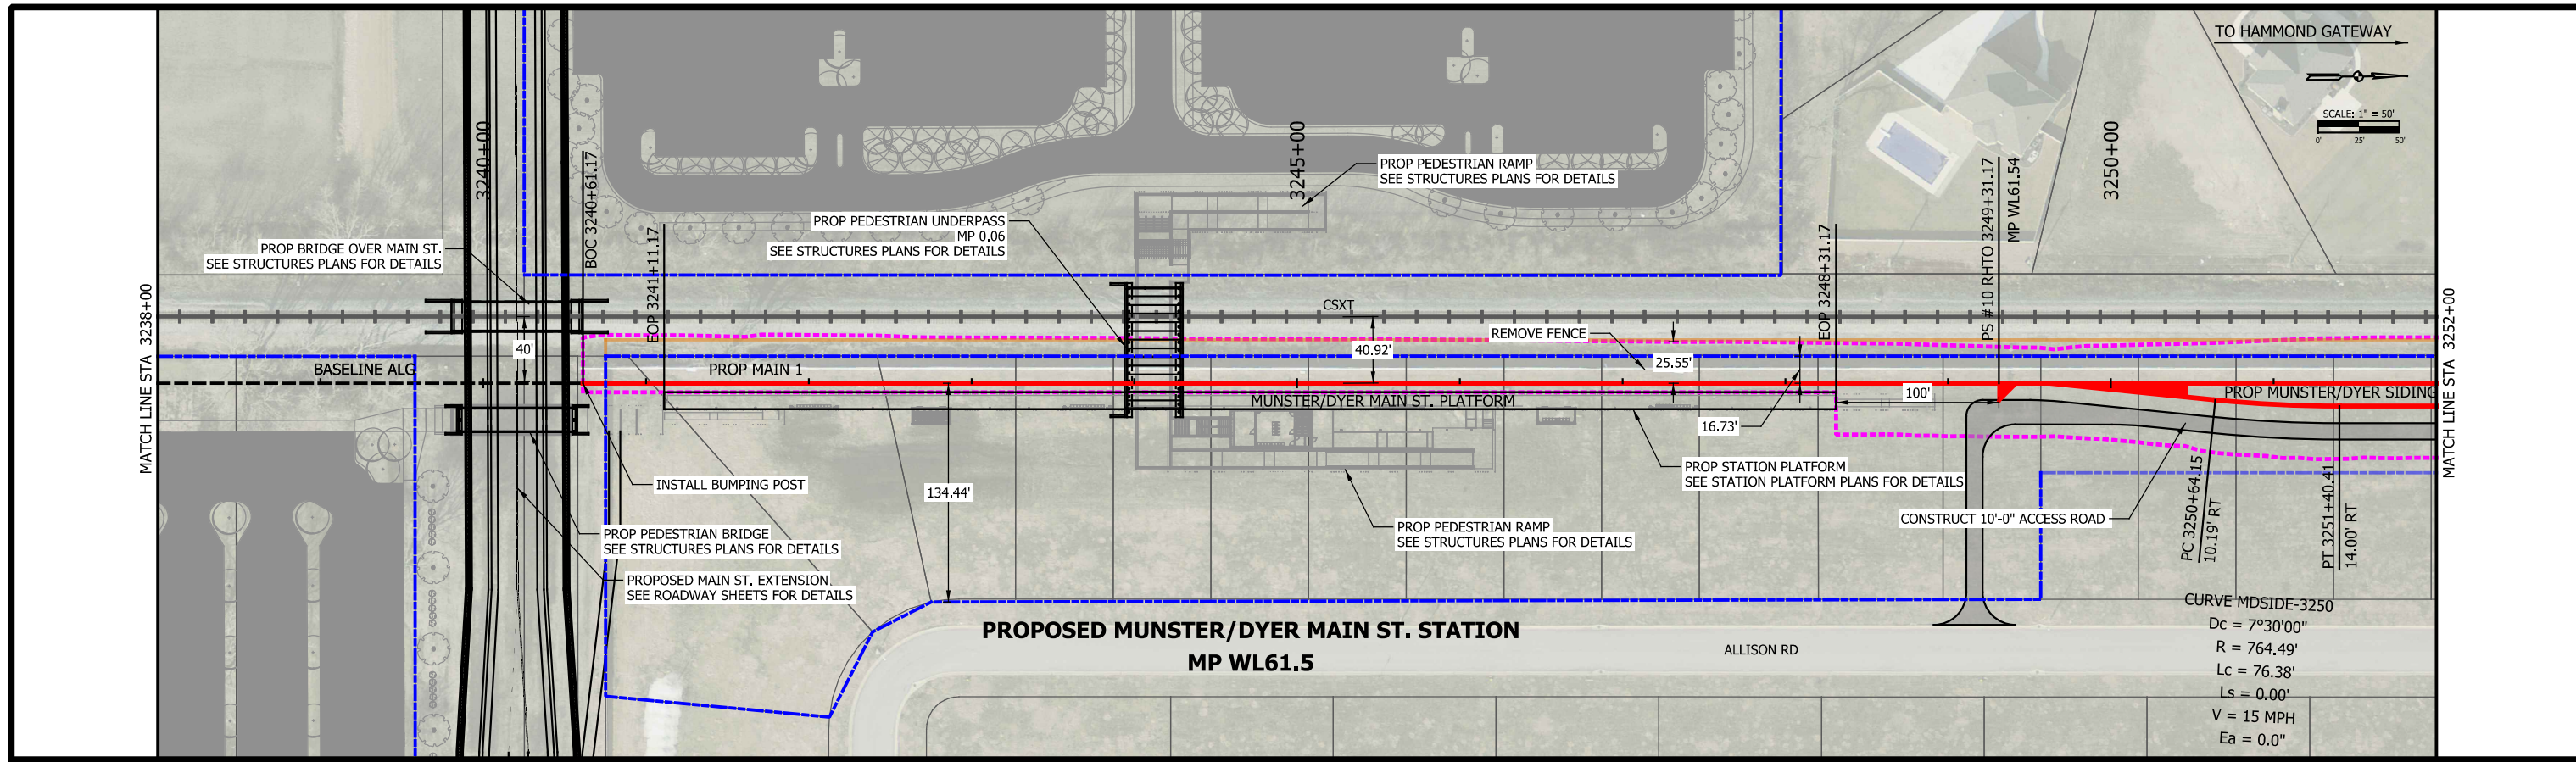 TO HAMMOND GATEWAY
SCALE: 1" = 50'
0' 25' 50'
3240+00
3245+00
3250+00
BOC 3240+61.17
EOP 3241+11.17
EOP 3248+31.17
PS #10 RHTO 3249+31.17
MP WL61.54
PROP PEDESTRIAN RAMP
SEE STRUCTURES PLANS FOR DETAILS
PROP PEDESTRIAN UNDERPASS
MP 0.06
SEE STRUCTURES PLANS FOR DETAILS
PROP BRIDGE OVER MAIN ST.
SEE STRUCTURES PLANS FOR DETAILS
MATCH LINE STA 3238+00
MATCH LINE STA 3252+00
CSXT
REMOVE FENCE
40'
40.92'
25.55'
BASELINE ALG
PROP MAIN 1
MUNSTER/DYER MAIN ST. PLATFORM
100'
PROP MUNSTER/DYER SIDING
16.73'
134.44'
INSTALL BUMPING POST
PROP STATION PLATFORM
SEE STATION PLATFORM PLANS FOR DETAILS
PROP PEDESTRIAN BRIDGE
SEE STRUCTURES PLANS FOR DETAILS
PROP PEDESTRIAN RAMP
SEE STRUCTURES PLANS FOR DETAILS
CONSTRUCT 10'-0" ACCESS ROAD
PC 3250+64.15
10.19' RT
PT 3251+40.41
14.00' RT
PROPOSED MAIN ST. EXTENSION
SEE ROADWAY SHEETS FOR DETAILS
PROPOSED MUNSTER/DYER MAIN ST. STATION
MP WL61.5
ALLISON RD
CURVE MDSIDE-3250
Dc = 7°30'00"
R = 764.49'
Lc = 76.38'
Ls = 0.00'
V = 15 MPH
Ea = 0.0"